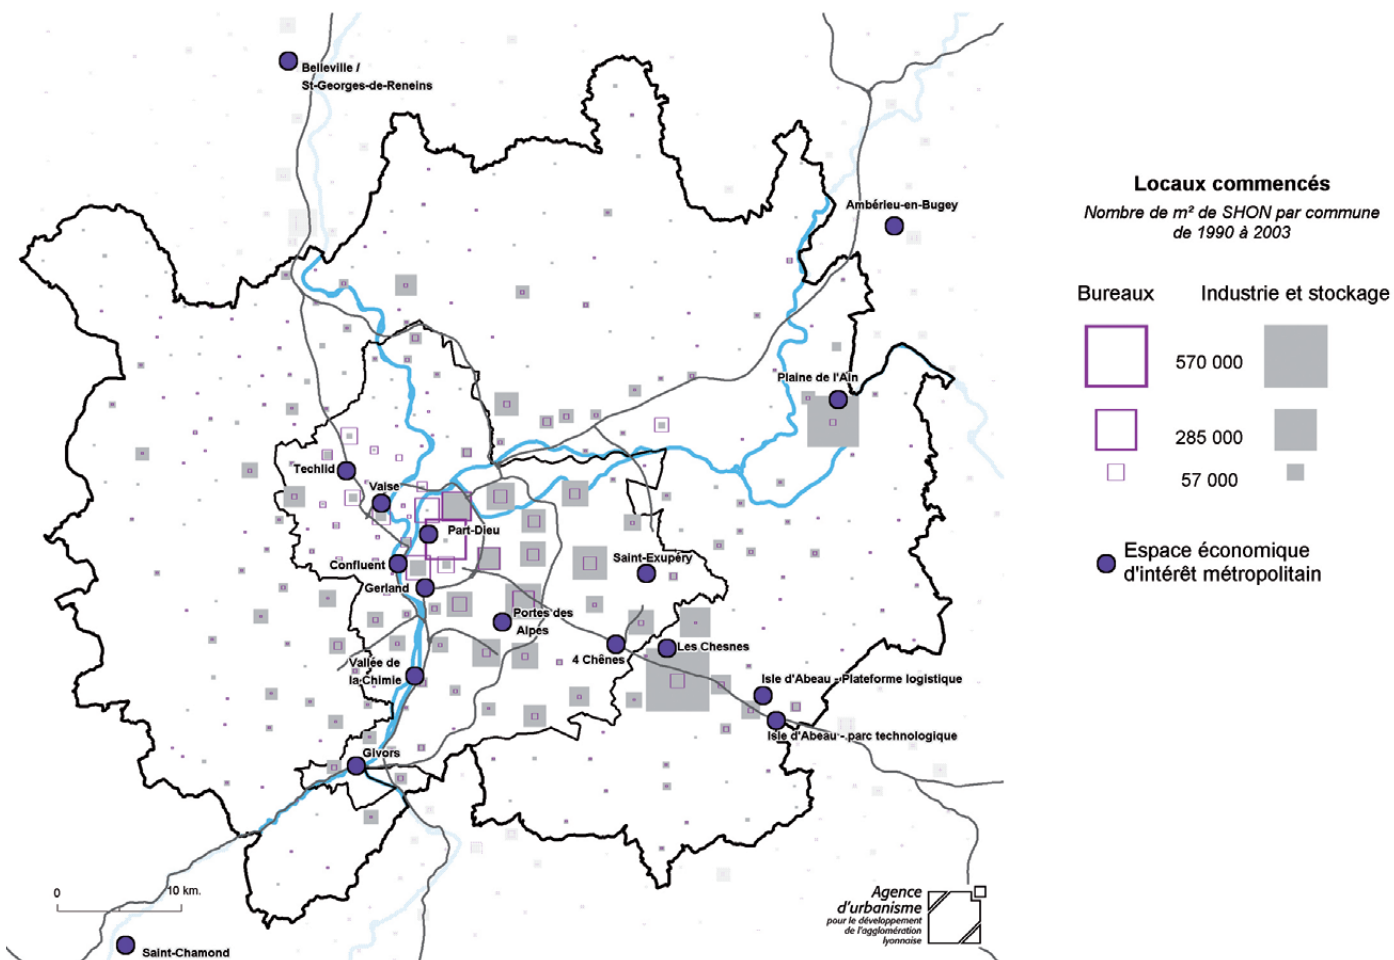 Belleville /
St-Georges-de-Reneins
Ambérieu-en-Bugey
Plaine de l'Ain
Techlid
Vaise
Part-Dieu
Confluent
Gerland
Saint-Exupéry
Portes des
Alpes
4 Chênes
Les Chesnes
Vallée de
la Chimie
Isle d'Abeau - Plateforme logistique
Isle d'Abeau - parc technologique
Givors
Saint-Chamond
0
10 km.
Locaux commencés
Nombre de m² de SHON par commune
de 1990 à 2003
Bureaux Industrie et stockage
570 000
285 000
57 000
Espace économique
d'intérêt métropolitain
Agence
d'urbanisme
pour le développement
de l'agglomération
lyonnaise